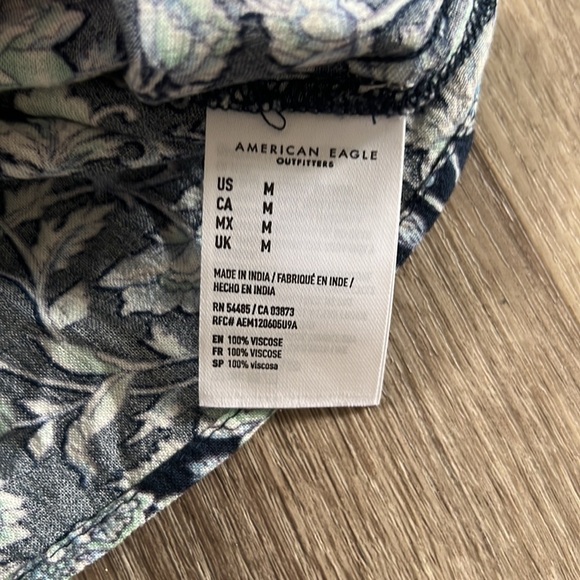 AMERICAN EAGLE
OUTFITTERS
US M
CA M
MX M
UK M
MADE IN INDIA / FABRIQUÉ EN INDE /
HECHO EN INDIA
RN 54485 / CA 03873
RFC# AEM120605U9A
EN 100% VISCOSE
FR 100% VISCOSE
SP 100% viscosa